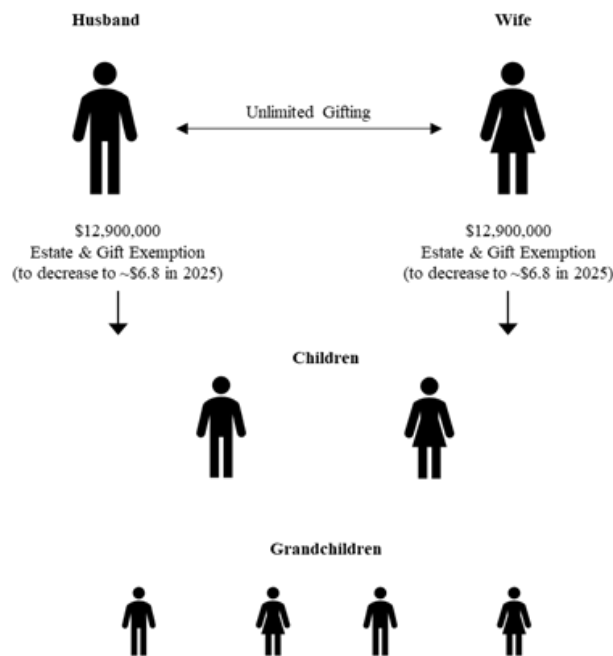 Husband
Wife
Unlimited Gifting
$12,900,000
Estate & Gift Exemption
(to decrease to ~$6.8 in 2025)
$12,900,000
Estate & Gift Exemption
(to decrease to ~$6.8 in 2025)
Children
Grandchildren